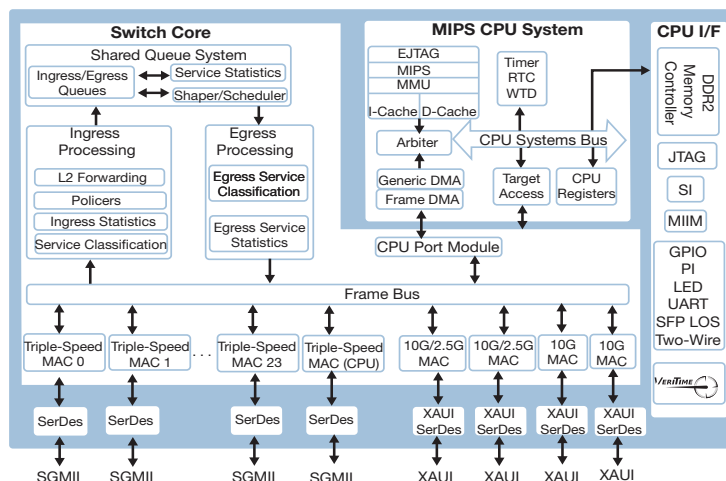 Switch Core
Shared Queue System
Ingress/Egress
Queues
Service Statistics
Shaper/Scheduler
Ingress
Processing
L2 Forwarding
Policers
Ingress Statistics
Service Classification
Egress
Processing
Egress Service
Classification
Egress Service
Statistics
MIPS CPU System
EJTAG
MIPS
MMU
I-Cache D-Cache
Arbiter
Generic DMA
Frame DMA
Timer
RTC
WTD
CPU Systems Bus
Target
Access
CPU
Registers
CPU Port Module
Frame Bus
Triple-Speed
MAC 0
Triple-Speed
MAC 1
. . .
Triple-Speed
MAC 23
Triple-Speed
MAC (CPU)
10G/2.5G
MAC
10G/2.5G
MAC
10G
MAC
10G
MAC
SerDes
SerDes
SerDes
SerDes
XAUI
SerDes
XAUI
SerDes
XAUI
SerDes
XAUI
SerDes
SGMII
SGMII
SGMII
SGMII
XAUI
XAUI
XAUI
XAUI
CPU I/F
DDR2
Memory
Controller
JTAG
SI
MIIM
GPIO
PI
LED
UART
SFP LOS
Two-Wire
VERITIME